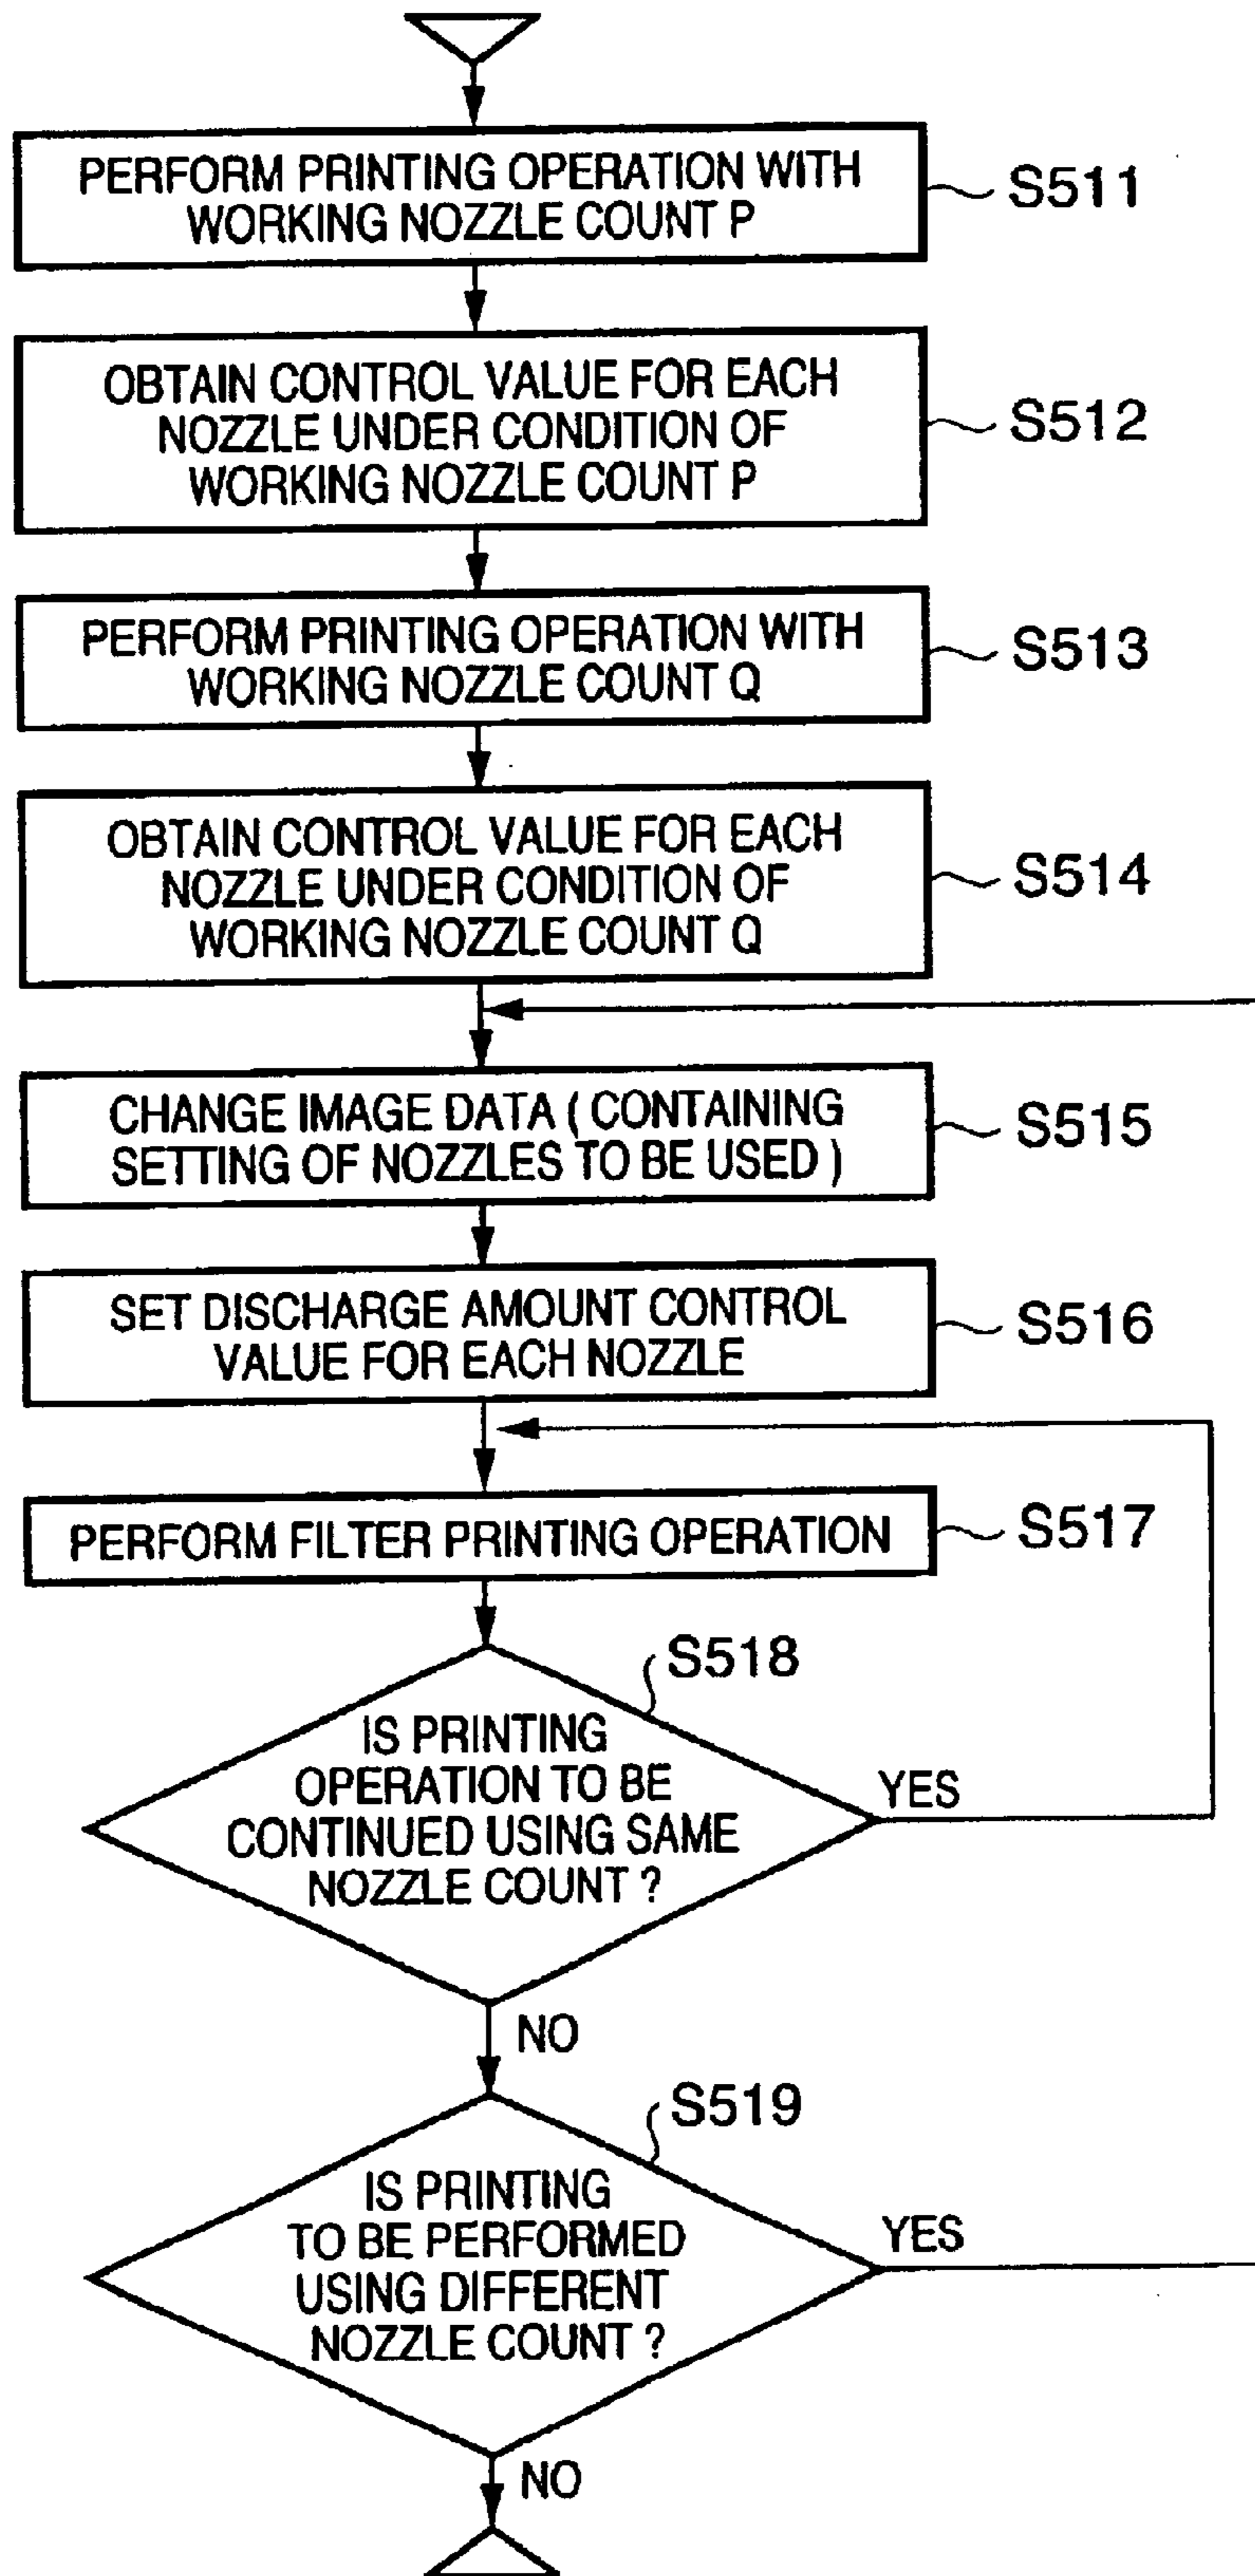 PERFORM PRINTING OPERATION WITH
WORKING NOZZLE COUNT P
S511
OBTAIN CONTROL VALUE FOR EACH
NOZZLE UNDER CONDITION OF
WORKING NOZZLE COUNT P
S512
PERFORM PRINTING OPERATION WITH
WORKING NOZZLE COUNT Q
S513
OBTAIN CONTROL VALUE FOR EACH
NOZZLE UNDER CONDITION OF
WORKING NOZZLE COUNT Q
S514
CHANGE IMAGE DATA ( CONTAINING
SETTING OF NOZZLES TO BE USED )
S515
SET DISCHARGE AMOUNT CONTROL
VALUE FOR EACH NOZZLE
S516
PERFORM FILTER PRINTING OPERATION
S517
S518
IS PRINTING
OPERATION TO BE
CONTINUED USING SAME
NOZZLE COUNT ?
YES
NO
S519
IS PRINTING
TO BE PERFORMED
USING DIFFERENT
NOZZLE COUNT ?
YES
NO